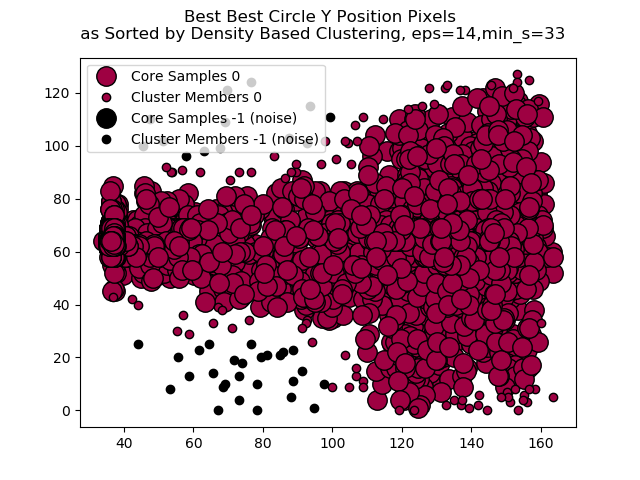 Best Best Circle Y Position Pixels
as Sorted by Density Based Clustering, eps=14,min_s=33
Core Samples 0
Cluster Members 0
Core Samples -1 (noise)
Cluster Members -1 (noise)
120
100
80
60
40
20
0
40 60 80 100 120 140 160